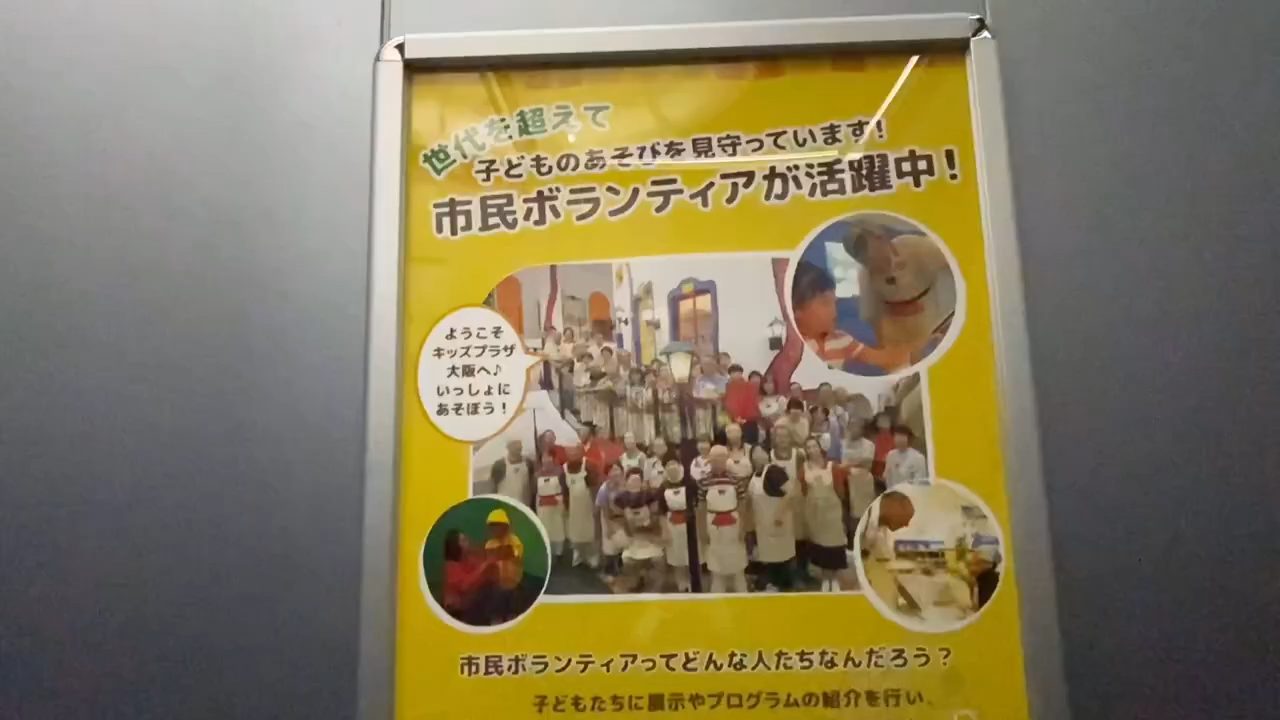 世代を超えて
子どものあそびを見守っています!
市民ボランティアが活躍中!
ようこそ
キッズプラザ
大阪へ♪
いっしょに
あそぼう!
市民ボランティアってどんな人たちなんだろう?
子どもたちに展示やプログラムの紹介を行い、